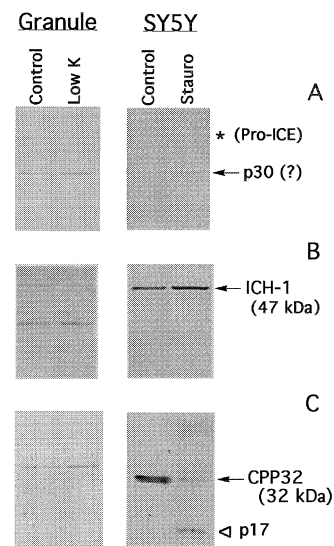 Granule SY5Y
Control Low K Control Stauro
A
* (Pro-ICE)
p30 (?)
B
ICH-1
(47 kDa)
C
CPP32
(32 kDa)
p17